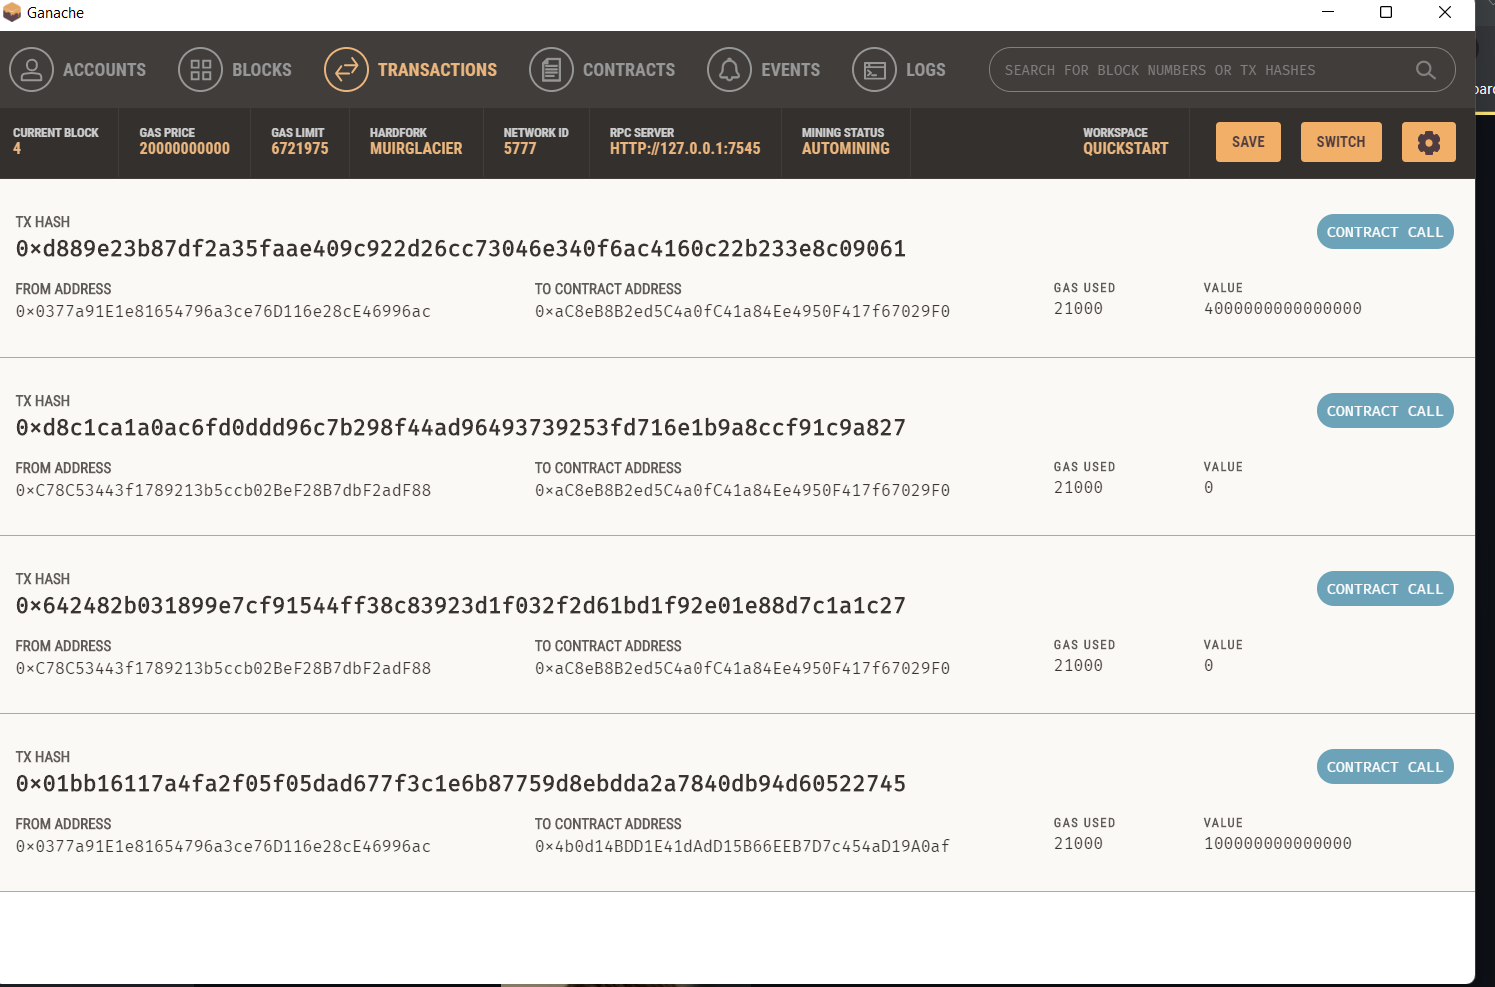 Ganache
ACCOUNTS BLOCKS TRANSACTIONS CONTRACTS EVENTS LOGS SEARCH FOR BLOCK NUMBERS OR TX HASHES
CURRENT BLOCK GAS PRICE GAS LIMIT HARDFORK NETWORK ID RPC SERVER MINING STATUS WORKSPACE
4 20000000000 6721975 MUIRGLACIER 5777 HTTP://127.0.0.1:7545 AUTOMINING QUICKSTART SAVE SWITCH
TX HASH
0×d889e23b87df2a35faae409c922d26cc73046e340f6ac4160c22b233e8c09061 CONTRACT CALL
FROM ADDRESS TO CONTRACT ADDRESS GAS USED VALUE
0×0377a91E1e81654796a3ce76D116e28cE46996ac 0×aC8eB8B2ed5C4a0fC41a84Ee4950F417f67029F0 21000 4000000000000000
TX HASH
0×d8c1ca1a0ac6fd0ddd96c7b298f44ad96493739253fd716e1b9a8ccf91c9a827 CONTRACT CALL
FROM ADDRESS TO CONTRACT ADDRESS GAS USED VALUE
0×C78C53443f1789213b5ccb02BeF28B7dbF2adF88 0×aC8eB8B2ed5C4a0fC41a84Ee4950F417f67029F0 21000 0
TX HASH
0×642482b031899e7cf91544ff38c83923d1f032f2d61bd1f92e01e88d7c1a1c27 CONTRACT CALL
FROM ADDRESS TO CONTRACT ADDRESS GAS USED VALUE
0×C78C53443f1789213b5ccb02BeF28B7dbF2adF88 0×aC8eB8B2ed5C4a0fC41a84Ee4950F417f67029F0 21000 0
TX HASH
0×01bb16117a4fa2f05f05dad677f3c1e6b87759d8ebdda2a7840db94d60522745 CONTRACT CALL
FROM ADDRESS TO CONTRACT ADDRESS GAS USED VALUE
0×0377a91E1e81654796a3ce76D116e28cE46996ac 0×4b0d14BDD1E41dAdD15B66EEB7D7c454aD19A0af 21000 100000000000000